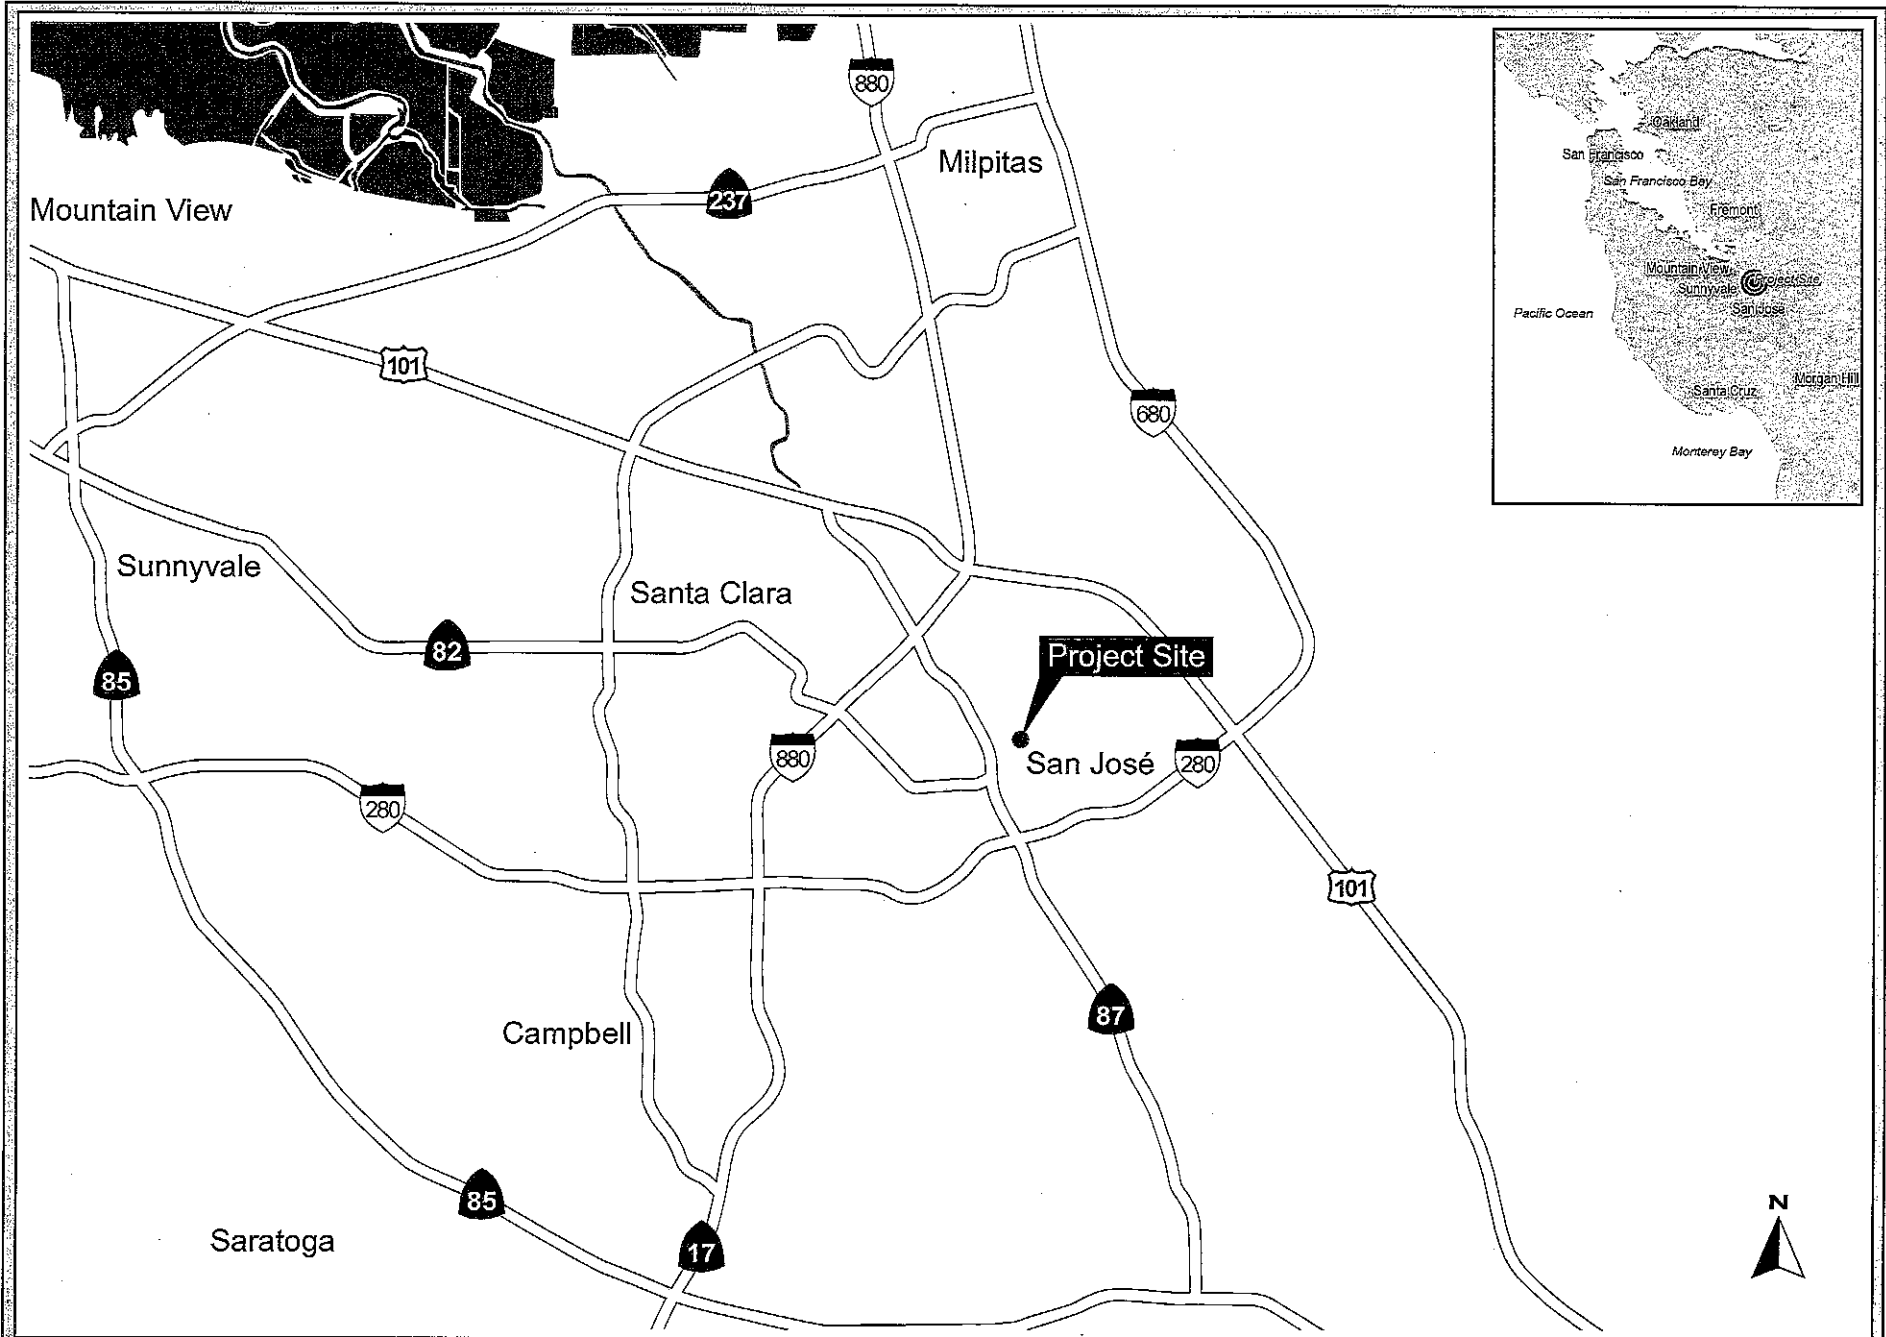 880
Milpitas
237
Mountain View
101
680
Sunnyvale
Santa Clara
82
85
Project Site
880
San José
280
280
101
87
Campbell
85
Saratoga
17
N
Oakland
San Francisco
San Francisco Bay
Fremont
Mountain View
Project Site
Sunnyvale
San Jose
Pacific Ocean
Morgan Hill
Santa Cruz
Monterey Bay